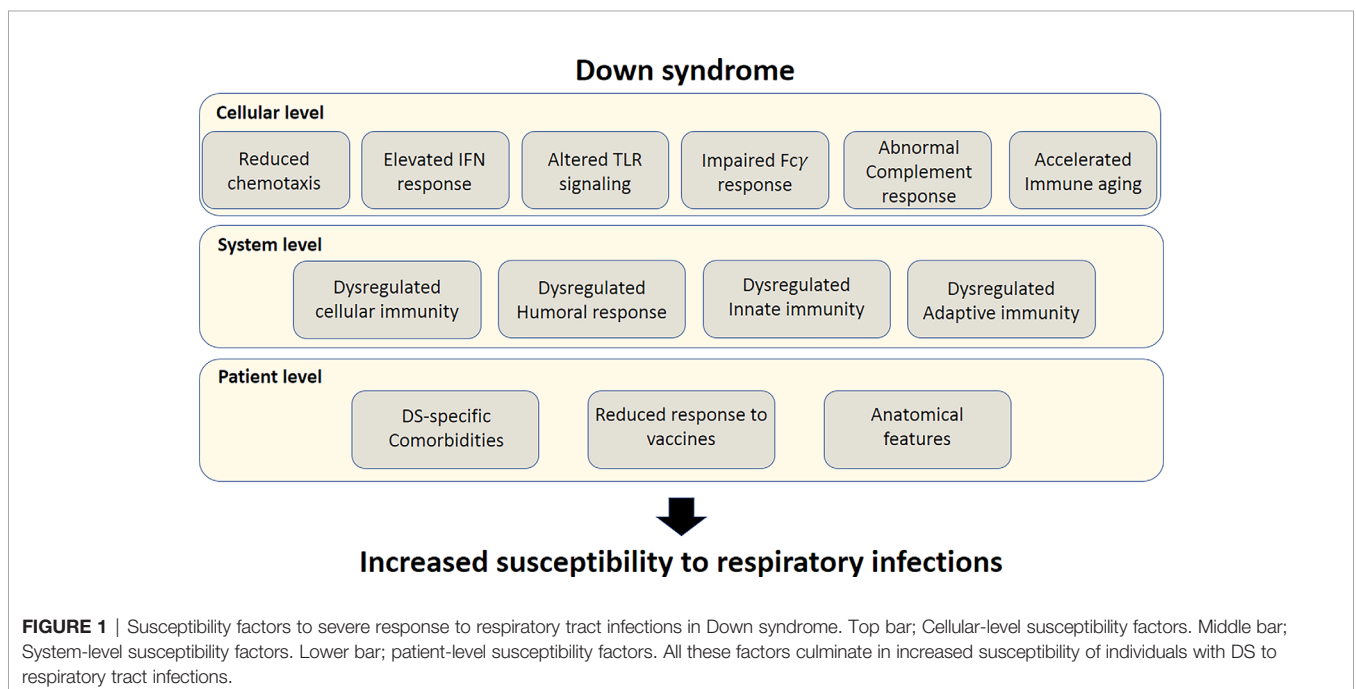 Down syndrome
Cellular level
Reduced
chemotaxis
Elevated IFN
response
Altered TLR
signaling
Impaired Fcγ
response
Abnormal
Complement
response
Accelerated
Immune aging
System level
Dysregulated
cellular immunity
Dysregulated
Humoral response
Dysregulated
Innate immunity
Dysregulated
Adaptive immunity
Patient level
DS-specific
Comorbidities
Reduced response to
vaccines
Anatomical
features
Increased susceptibility to respiratory infections
FIGURE 1 | Susceptibility factors to severe response to respiratory tract infections in Down syndrome. Top bar; Cellular-level susceptibility factors. Middle bar;
System-level susceptibility factors. Lower bar; patient-level susceptibility factors. All these factors culminate in increased susceptibility of individuals with DS to
respiratory tract infections.